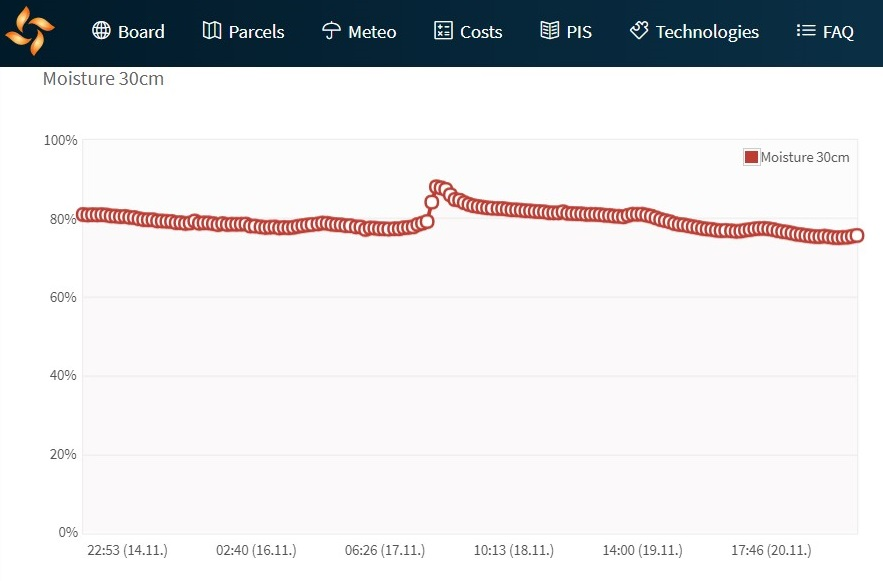 Board Parcels Meteo Costs PIS Technologies FAQ
Moisture 30cm
100%
Moisture 30cm
80%
60%
40%
20%
0%
22:53 (14.11.) 02:40 (16.11.) 06:26 (17.11.) 10:13 (18.11.) 14:00 (19.11.) 17:46 (20.11.)